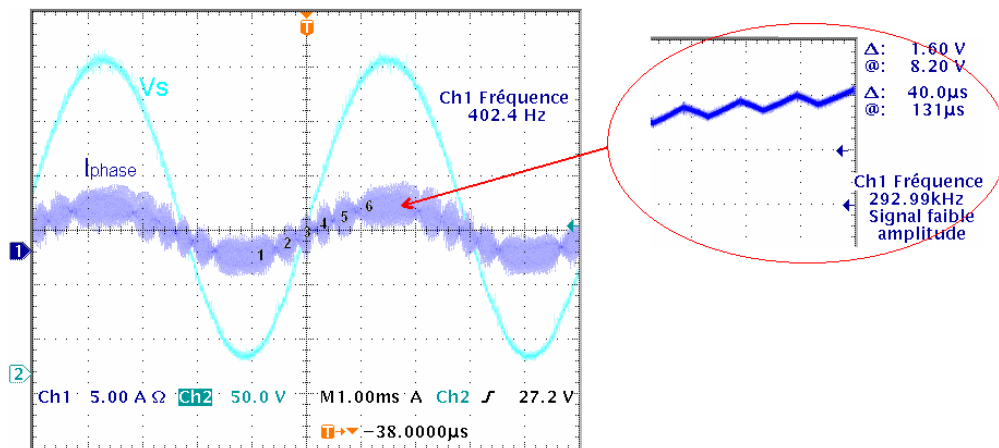 T
Vs
Ch1 Fréquence
402.4 Hz
Iphase
1 2 3 4 5 6
1
2
Ch1 5.00 A Ω Ch2 50.0 V M 1.00ms A Ch2 27.2 V
T −38.0000µs
Δ: 1.60 V
@: 8.20 V
Δ: 40.0µs
@: 131µs
Ch1 Fréquence
292.99kHz
Signal faible
amplitude